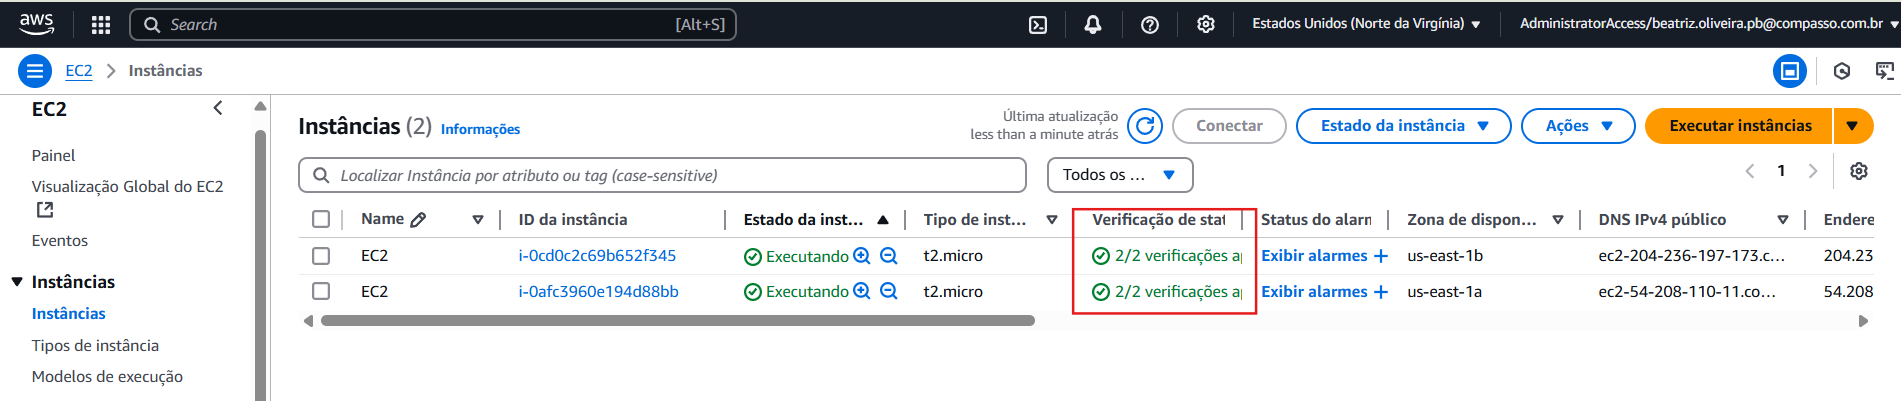 aws
Search [Alt+S]
Estados Unidos (Norte da Virgínia)
AdministratorAccess/beatriz.oliveira.pb@compasso.com.br
EC2 > Instâncias
EC2
Painel
Visualização Global do EC2
Eventos
Instâncias
Instâncias
Tipos de instância
Modelos de execução
Instâncias (2) Informações
Última atualização
less than a minute atrás
Conectar
Estado da instância
Ações
Executar instâncias
Localizar Instância por atributo ou tag (case-sensitive)
Todos os ...
1
Name ID da instância Estado da inst... Tipo de inst... Verificação de stat Status do alarn Zona de dispon... DNS IPv4 público Endere
EC2 i-0cd0c2c69b652f345 Executando t2.micro 2/2 verificações a Exibir alarmes + us-east-1b ec2-204-236-197-173.c... 204.23
EC2 i-0afc3960e194d88bb Executando t2.micro 2/2 verificações a Exibir alarmes + us-east-1a ec2-54-208-110-11.co... 54.208